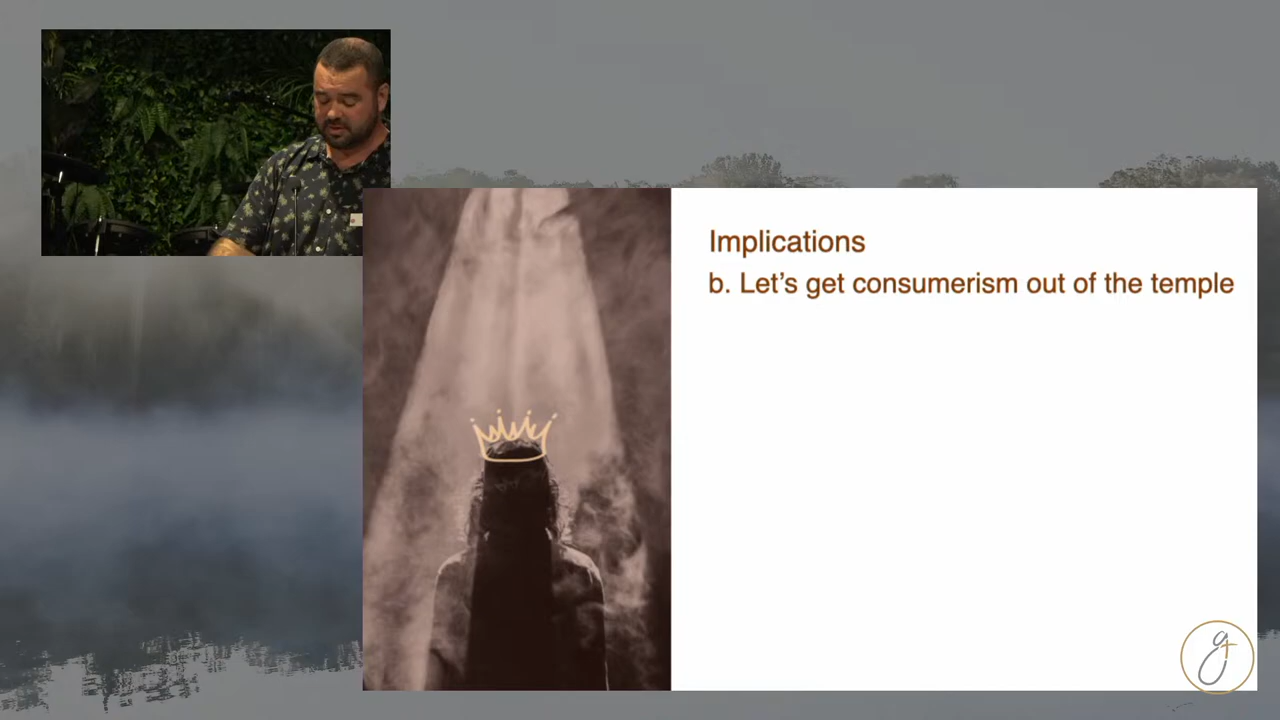 Implications
b. Let's get consumerism out of the temple